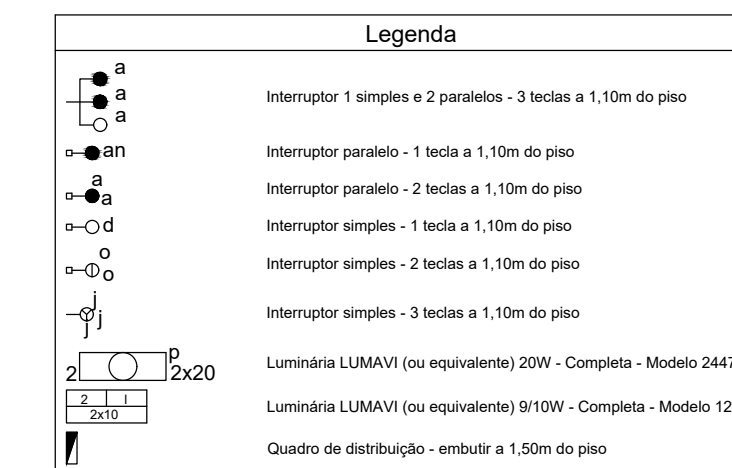 Legenda
a
a
a
Interruptor 1 simples e 2 paralelos - 3 teclas a 1,10m do piso
an
Interruptor paralelo - 1 tecla a 1,10m do piso
a
a
Interruptor paralelo - 2 teclas a 1,10m do piso
d
Interruptor simples - 1 tecla a 1,10m do piso
o
o
Interruptor simples - 2 teclas a 1,10m do piso
j
j
j
Interruptor simples - 3 teclas a 1,10m do piso
2 p
2x20
Luminária LUMAVI (ou equivalente) 20W - Completa - Modelo 2447
2 I
2x10
Luminária LUMAVI (ou equivalente) 9/10W - Completa - Modelo 12
Quadro de distribuição - embutir a 1,50m do piso